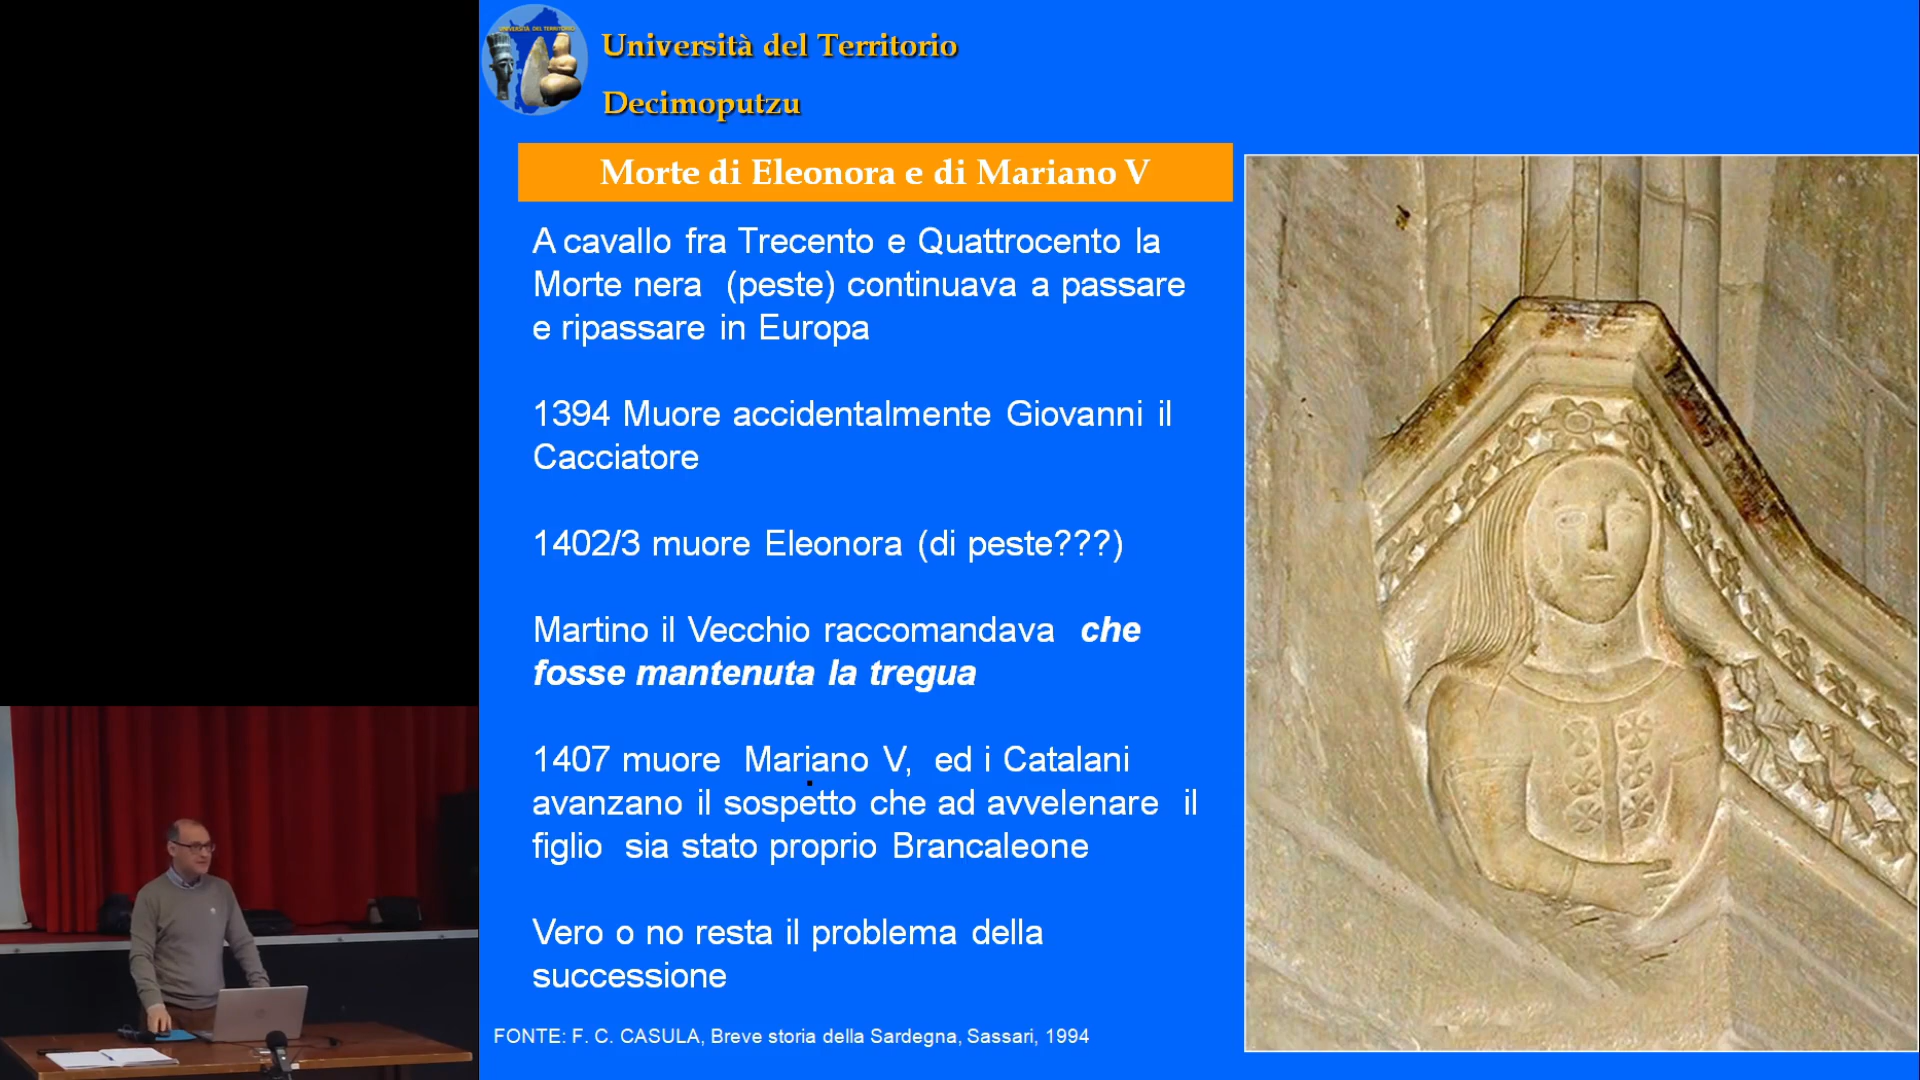 UNIVERSITÀ DEL TERRITORIO
Università del Territorio
Decimoputzu
Morte di Eleonora e di Mariano V
A cavallo fra Trecento e Quattrocento la
Morte nera (peste) continuava a passare
e ripassare in Europa
1394 Muore accidentalmente Giovanni il
Cacciatore
1402/3 muore Eleonora (di peste???)
Martino il Vecchio raccomandava che
fosse mantenuta la tregua
1407 muore Mariano V, ed i Catalani
avanzano il sospetto che ad avvelenare il
figlio sia stato proprio Brancaleone
Vero o no resta il problema della
successione
FONTE: F. C. CASULA, Breve storia della Sardegna, Sassari, 1994